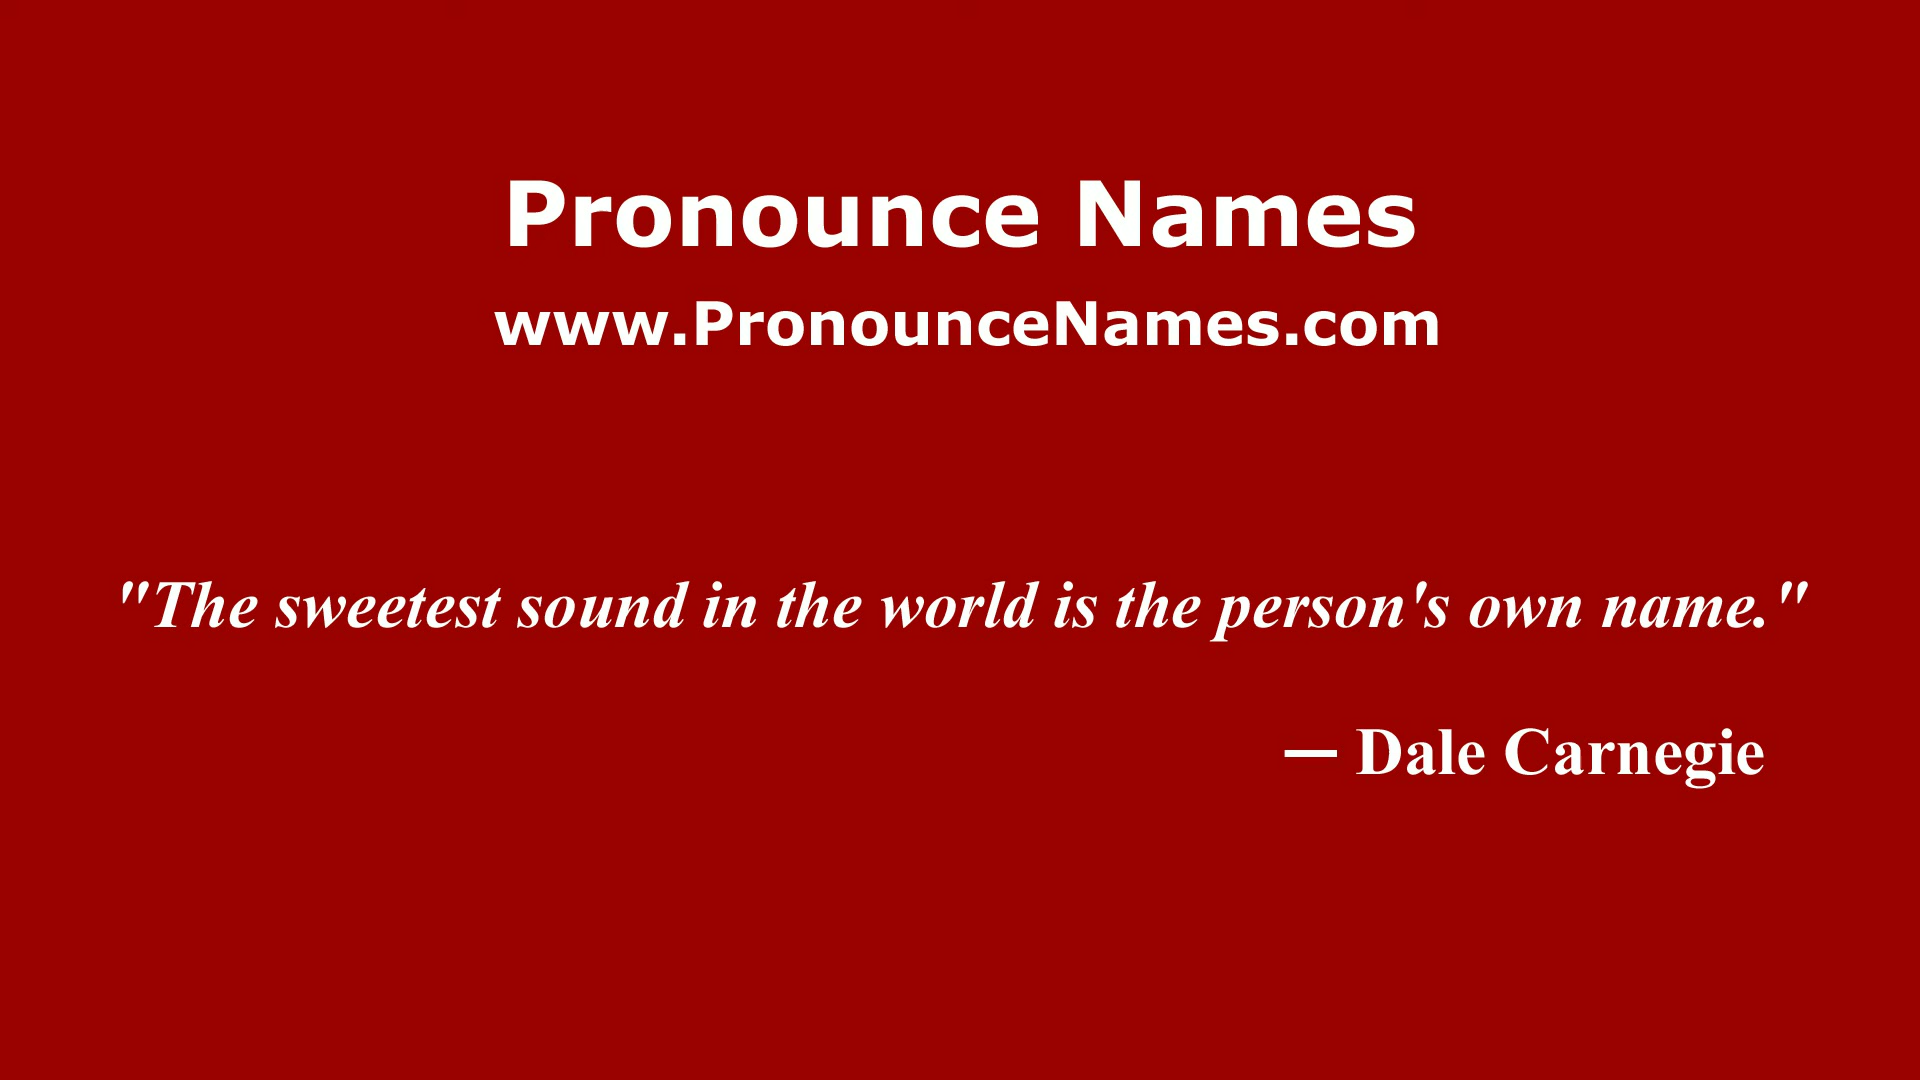 Pronounce Names
www.PronounceNames.com
"The sweetest sound in the world is the person's own name."
— Dale Carnegie